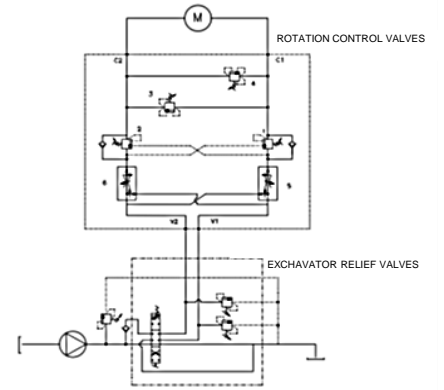 M
ROTATION CONTROL VALVES
C2
C1
4
3
2
1
6
5
V2
V1
EXCHAVATOR RELIEF VALVES